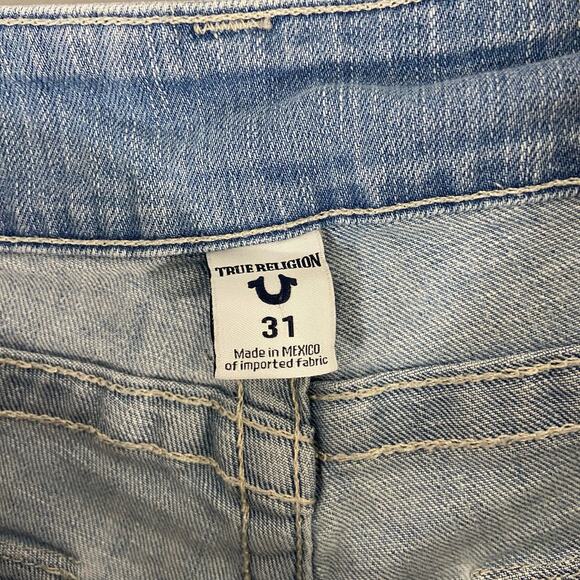 TRUE RELIGION
31
Made in MEXICO
of imported fabric